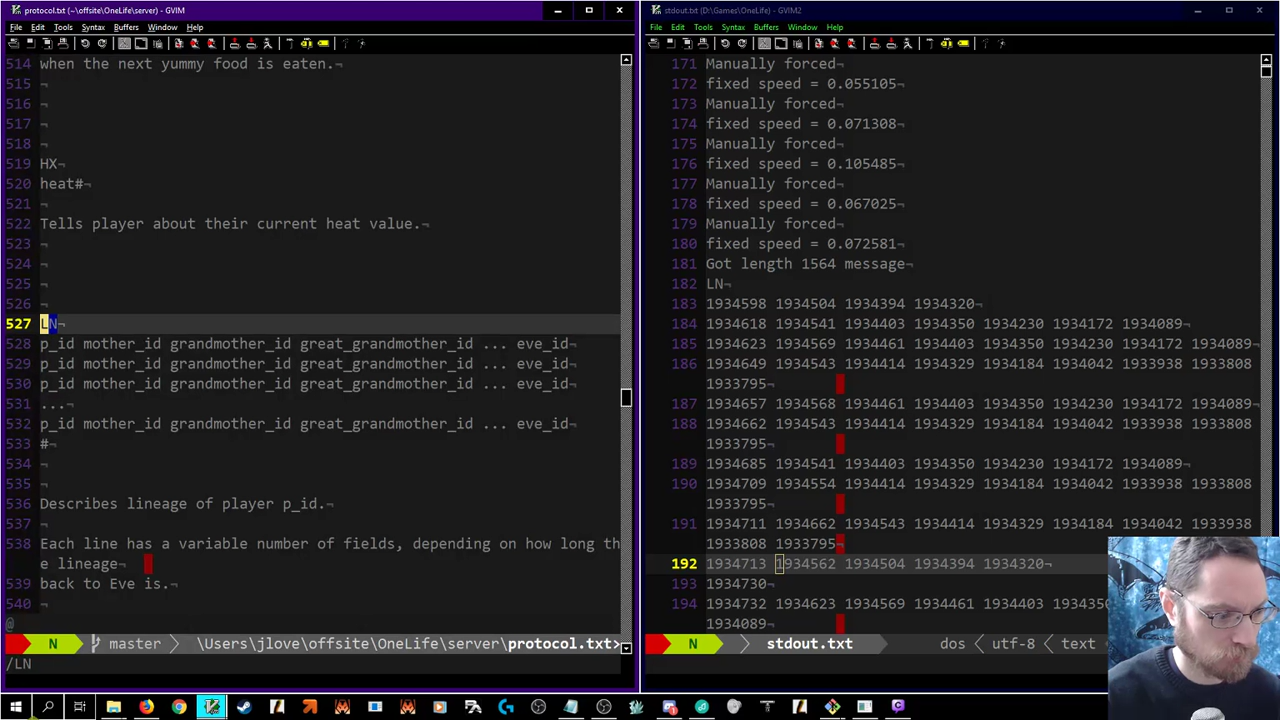 protocol.txt (~\offsite\OneLife\server) - GVIM
File Edit Tools Syntax Buffers Window Help
514 when the next yummy food is eaten.¬
515 ¬
516 ¬
517 ¬
518 ¬
519 HX¬
520 heat#¬
521 ¬
522 Tells player about their current heat value.¬
523 ¬
524 ¬
525 ¬
526 ¬
527 LN¬
528 p_id mother_id grandmother_id great_grandmother_id ... eve_id¬
529 p_id mother_id grandmother_id great_grandmother_id ... eve_id¬
530 p_id mother_id grandmother_id great_grandmother_id ... eve_id¬
531 ...¬
532 p_id mother_id grandmother_id great_grandmother_id ... eve_id¬
533 #¬
534 ¬
535 ¬
536 Describes lineage of player p_id.¬
537 ¬
538 Each line has a variable number of fields, depending on how long th
e lineage
539 back to Eve is.¬
540 ¬
@
N master \Users\jlove\offsite\OneLife\server\protocol.txt>
/LN
stdout.txt (D:\Games\OneLife) - GVIM2
File Edit Tools Syntax Buffers Window Help
171 Manually forced¬
172 fixed speed = 0.055105¬
173 Manually forced¬
174 fixed speed = 0.071308¬
175 Manually forced¬
176 fixed speed = 0.105485¬
177 Manually forced¬
178 fixed speed = 0.067025¬
179 Manually forced¬
180 fixed speed = 0.072581¬
181 Got length 1564 message¬
182 LN¬
183 1934598 1934504 1934394 1934320¬
184 1934618 1934541 1934403 1934350 1934230 1934172 1934089¬
185 1934623 1934569 1934461 1934403 1934350 1934230 1934172 1934089¬
186 1934649 1934543 1934414 1934329 1934184 1934042 1933938 1933808
1933795¬
187 1934657 1934568 1934461 1934403 1934350 1934230 1934172 1934089¬
188 1934662 1934543 1934414 1934329 1934184 1934042 1933938 1933808
1933795¬
189 1934685 1934541 1934403 1934350 1934230 1934172 1934089¬
190 1934709 1934554 1934414 1934329 1934184 1934042 1933938 1933808
1933795¬
191 1934711 1934662 1934543 1934414 1934329 1934184 1934042 1933938
1933808 1933795¬
192 1934713 1934562 1934504 1934394 1934320¬
193 1934730¬
194 1934732 1934623 1934569 1934461 1934403
1934089¬
N stdout.txt dos utf-8 text